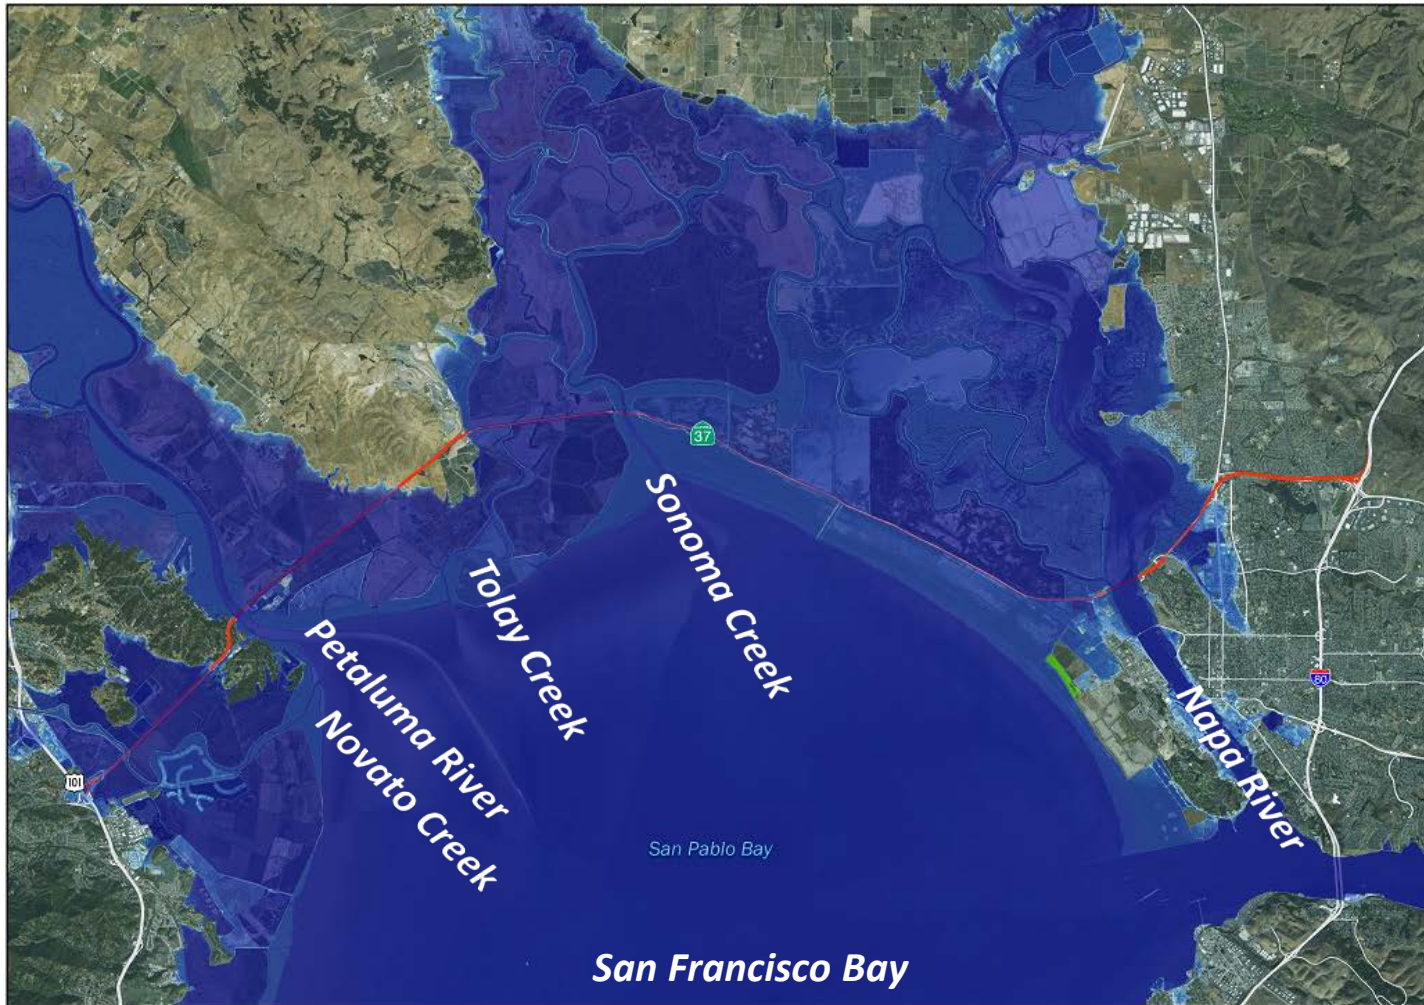 37
Sonoma Creek
Tolay Creek
Petaluma River
Novato Creek
Napa River
80
101
San Pablo Bay
San Francisco Bay